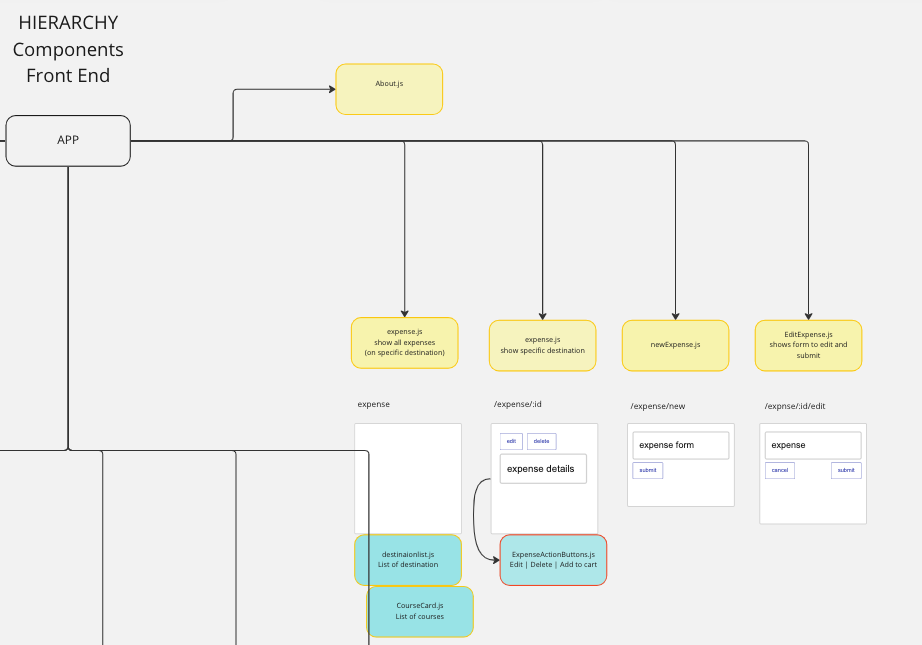 HIERARCHY
Components
Front End
About.js
APP
expense.js
show all expenses
(on specific destination)
expense.js
show specific destination
newExpense.js
EditExpense.js
shows form to edit and
submit
expense
/expense/:id
/expense/new
/expnse/:id/edit
edit
delete
expense details
expense form
submit
expense
cancel
submit
destinaionlist.js
List of destination
ExpenseActionButtons.js
Edit | Delete | Add to cart
CourseCard.js
List of courses